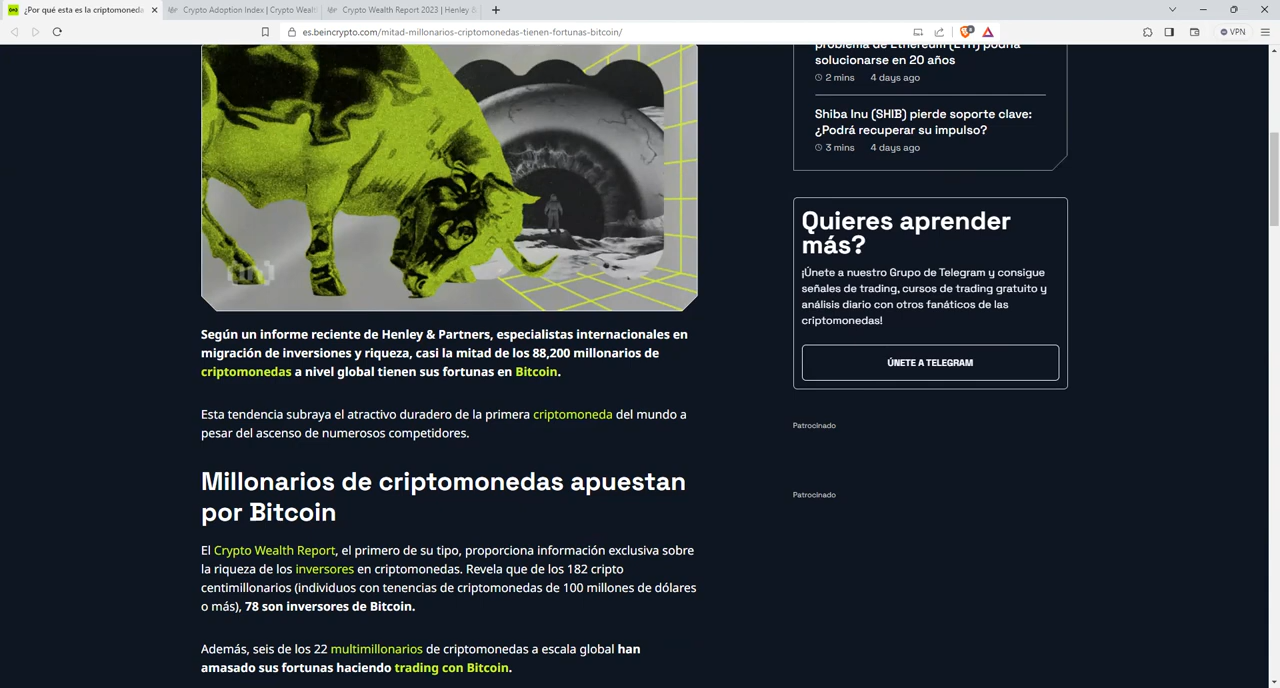 ¿Por qué esta es la criptomoneda
Crypto Adoption Index | Crypto Wealt
Crypto Wealth Report 2023 | Henley &
es.beincrypto.com/mitad-millonarios-criptomonedas-tienen-fortunas-bitcoin/
VPN
problema de Ethereum (ETH) podría
solucionarse en 20 años
2 mins 4 days ago
Shiba Inu (SHIB) pierde soporte clave:
¿Podrá recuperar su impulso?
3 mins 4 days ago
Quieres aprender
más?
¡Únete a nuestro Grupo de Telegram y consigue
señales de trading, cursos de trading gratuito y
análisis diario con otros fanáticos de las
criptomonedas!
ÚNETE A TELEGRAM
Patrocinado
Patrocinado
Según un informe reciente de Henley & Partners, especialistas internacionales en
migración de inversiones y riqueza, casi la mitad de los 88,200 millonarios de
criptomonedas a nivel global tienen sus fortunas en Bitcoin.
Esta tendencia subraya el atractivo duradero de la primera criptomoneda del mundo a
pesar del ascenso de numerosos competidores.
Millonarios de criptomonedas apuestan
por Bitcoin
El Crypto Wealth Report, el primero de su tipo, proporciona información exclusiva sobre
la riqueza de los inversores en criptomonedas. Revela que de los 182 cripto
centimillonarios (individuos con tenencias de criptomonedas de 100 millones de dólares
o más), 78 son inversores de Bitcoin.
Además, seis de los 22 multimillonarios de criptomonedas a escala global han
amasado sus fortunas haciendo trading con Bitcoin.